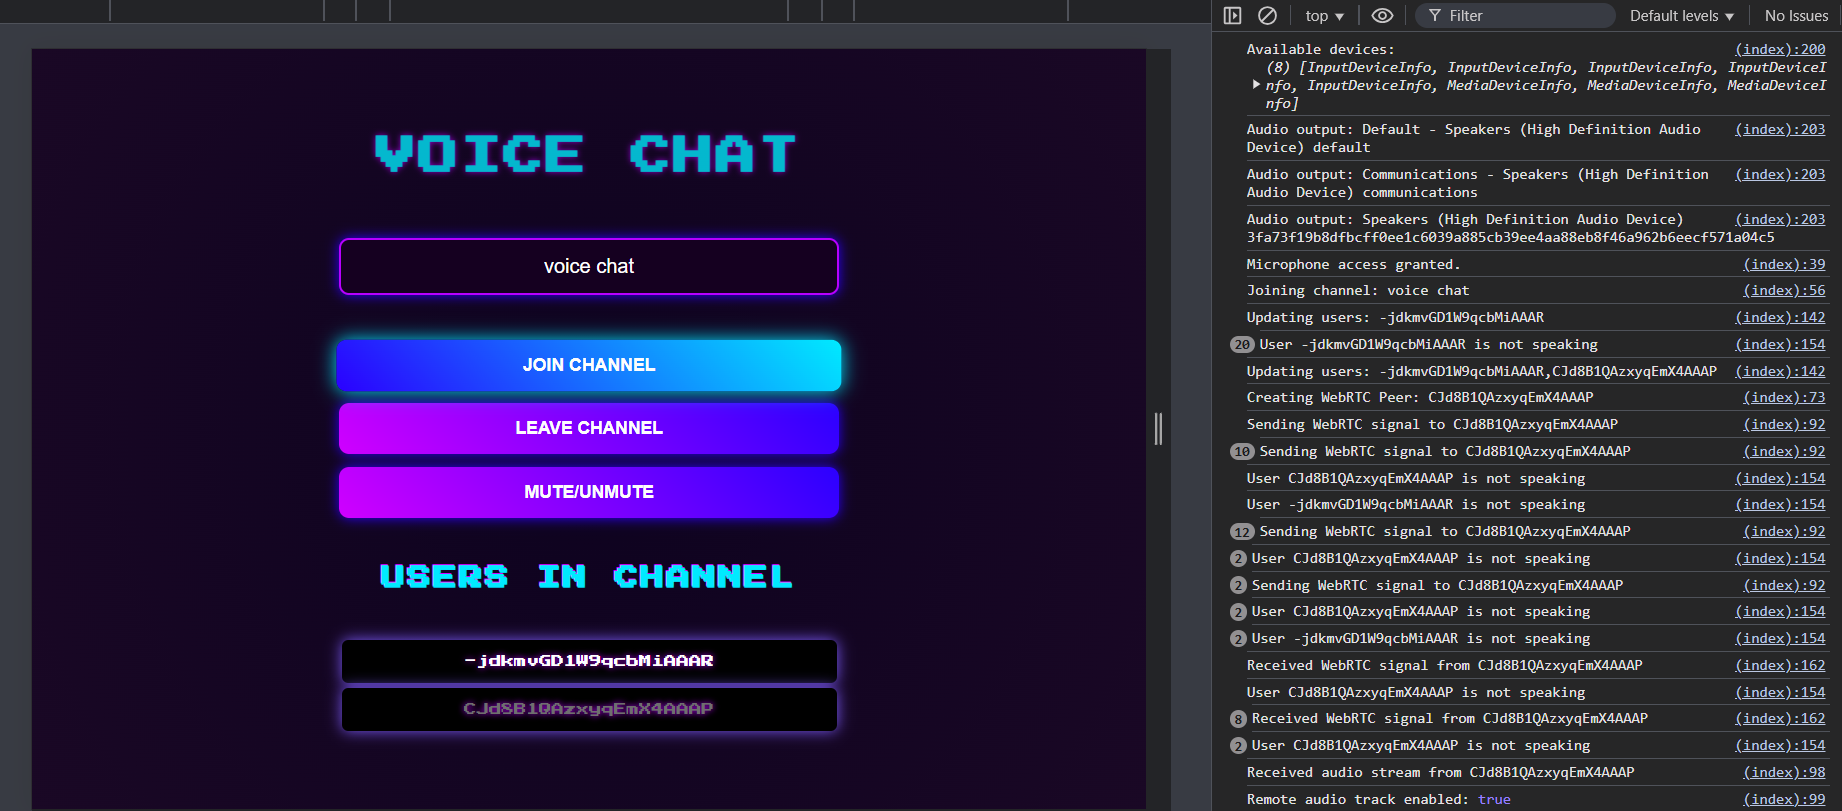 top ▼
Filter
Default levels ▼
No Issues
VOICE CHAT
voice chat
JOIN CHANNEL
LEAVE CHANNEL
MUTE/UNMUTE
USERS IN CHANNEL
-jdkmvGD1W9qcbMiAAAR
CJd8B1QAzxyqEmX4AAAP
Available devices: (index):200
(8) [InputDeviceInfo, InputDeviceInfo, InputDeviceInfo, InputDeviceI
nfo, InputDeviceInfo, MediaDeviceInfo, MediaDeviceInfo, MediaDeviceI
nfo]
Audio output: Default - Speakers (High Definition Audio (index):203
Device) default
Audio output: Communications - Speakers (High Definition (index):203
Audio Device) communications
Audio output: Speakers (High Definition Audio Device) (index):203
3fa73f19b8dfbcff0ee1c6039a885cb39ee4aa88eb8f46a962b6eecf571a04c5
Microphone access granted. (index):39
Joining channel: voice chat (index):56
Updating users: -jdkmvGD1W9qcbMiAAAR (index):142
20 User -jdkmvGD1W9qcbMiAAAR is not speaking (index):154
Updating users: -jdkmvGD1W9qcbMiAAAR,CJd8B1QAzxyqEmX4AAAP (index):142
Creating WebRTC Peer: CJd8B1QAzxyqEmX4AAAP (index):73
Sending WebRTC signal to CJd8B1QAzxyqEmX4AAAP (index):92
10 Sending WebRTC signal to CJd8B1QAzxyqEmX4AAAP (index):92
User CJd8B1QAzxyqEmX4AAAP is not speaking (index):154
User -jdkmvGD1W9qcbMiAAAR is not speaking (index):154
12 Sending WebRTC signal to CJd8B1QAzxyqEmX4AAAP (index):92
2 User CJd8B1QAzxyqEmX4AAAP is not speaking (index):154
2 Sending WebRTC signal to CJd8B1QAzxyqEmX4AAAP (index):92
2 User CJd8B1QAzxyqEmX4AAAP is not speaking (index):154
2 User -jdkmvGD1W9qcbMiAAAR is not speaking (index):154
Received WebRTC signal from CJd8B1QAzxyqEmX4AAAP (index):162
User CJd8B1QAzxyqEmX4AAAP is not speaking (index):154
8 Received WebRTC signal from CJd8B1QAzxyqEmX4AAAP (index):162
2 User CJd8B1QAzxyqEmX4AAAP is not speaking (index):154
Received audio stream from CJd8B1QAzxyqEmX4AAAP (index):98
Remote audio track enabled: true (index):99